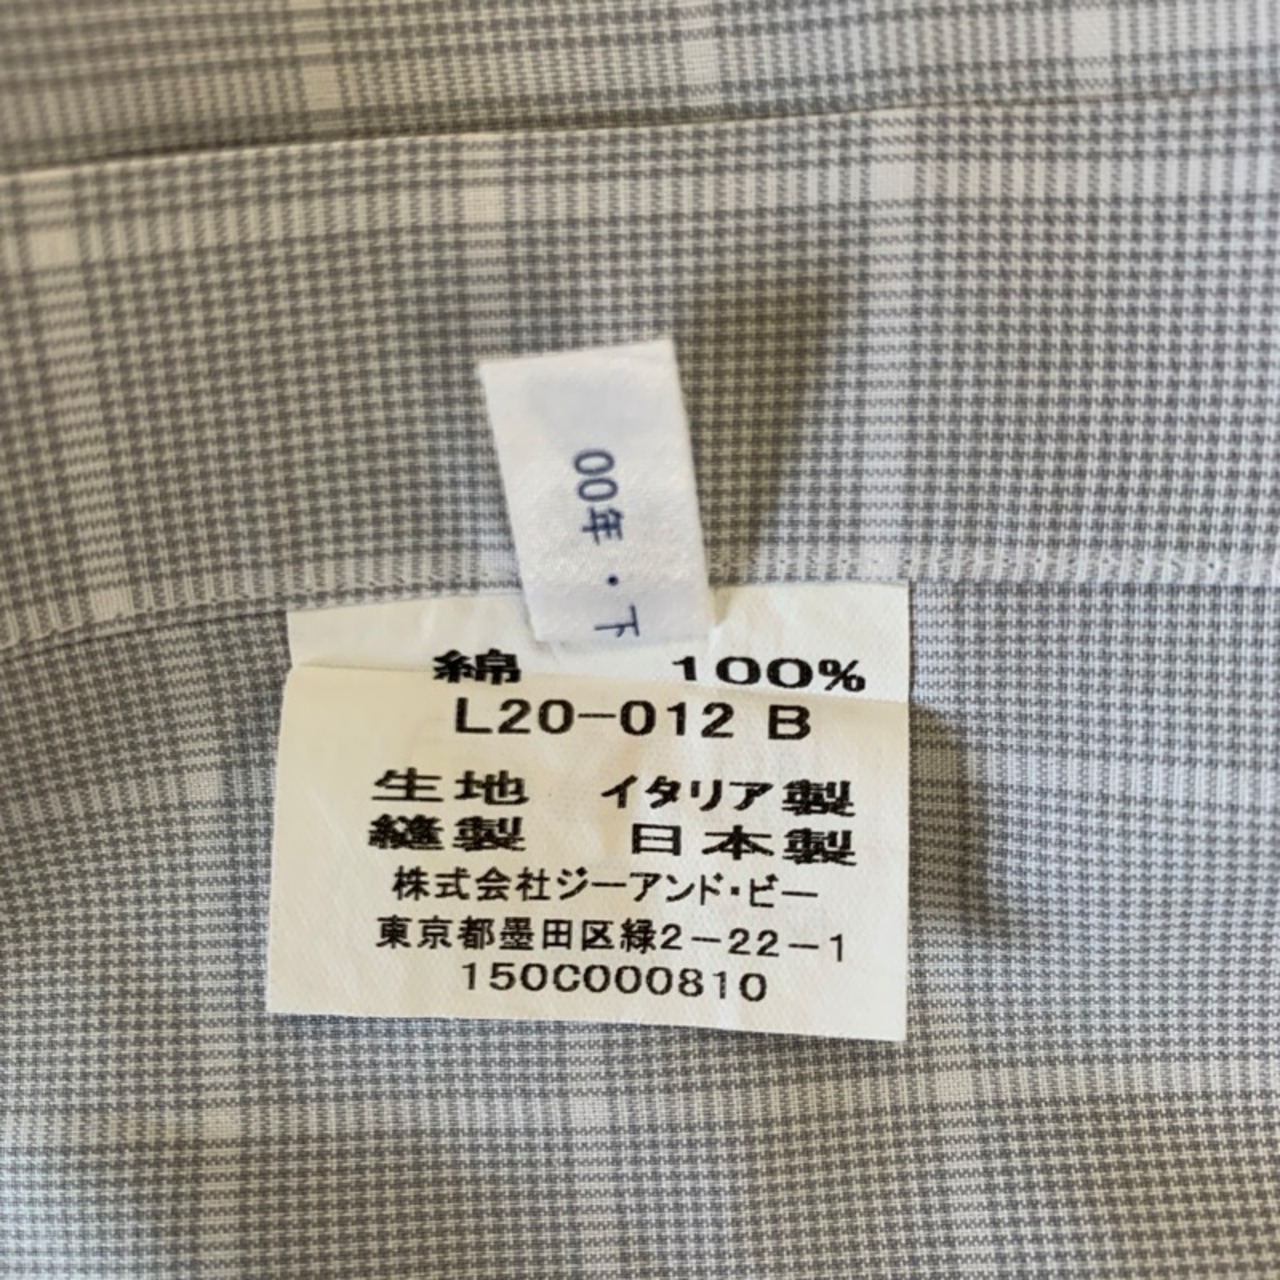 00年・下
綿 100%
L20-012 B
生地 イタリア製
縫製 日本製
株式会社ジーアンド・ビー
東京都墨田区緑2-22-1
150C000810